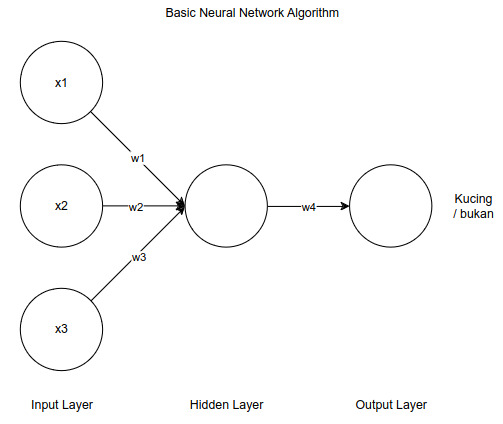 Basic Neural Network Algorithm
x1
w1
x2
w2
w4
Kucing
/ bukan
w3
x3
Input Layer
Hidden Layer
Output Layer